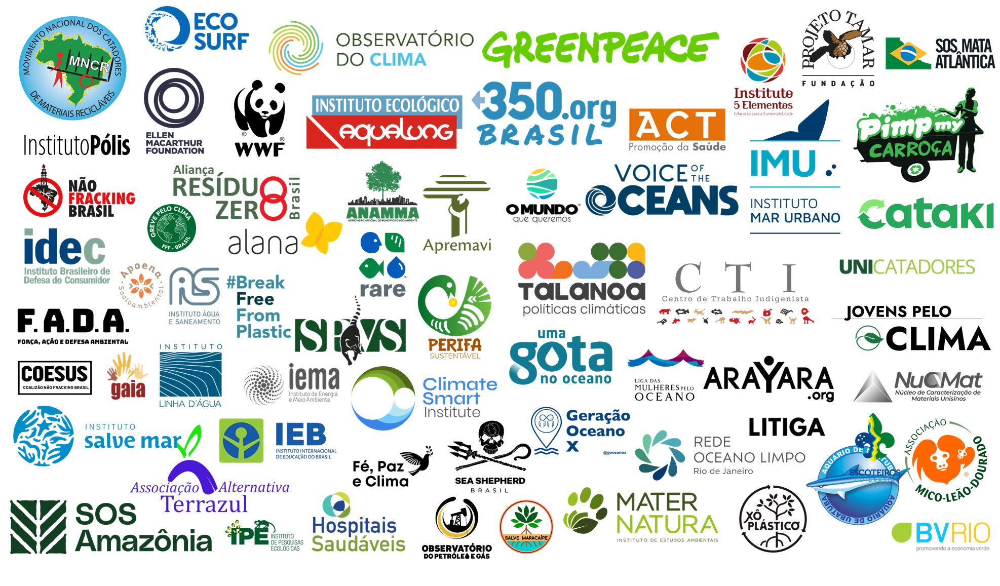 MOVIMENTO NACIONAL DOS CATADORES
MNCR
DE MATERIAIS RECICLÁVEIS
ECO
SURF
OBSERVATÓRIO
DO CLIMA
GREENPEACE
Instituto
5 Elementos
Educação para a Sustentabilidade
PROJETO TAMAR
FUNDAÇÃO
SOS MATA
ATLÂNTICA
InstitutoPólis
ELLEN
MACARTHUR
FOUNDATION
©
WWF
®
INSTITUTO ECOLÓGICO
aqualung
350.org
BRASIL
ACT
Promoção da Saúde
IMU
INSTITUTO
MAR URBANO
Pimp my
CARROÇA
NÃO
FRACKING
BRASIL
Aliança
RESÍDUO
ZERO
Brasil
GREVE PELO CLIMA
FFF - BRASIL
alana
ANAMMA
ASSOCIAÇÃO NACIONAL DE MUNICIPIOS E MEIO AMBIENTE
Apremavi
O MUNDO®
que queremos
VOICE OF THE
OCEANS
Cataki
idec
Instituto Brasileiro de
Defesa do Consumidor
Apoena
Socioambiental
IAS
INSTITUTO ÁGUA
E SANEAMENTO
#Break
Free
From
Plastic
rare
TM
PERIFA
SUSTENTÁVEL
TALANOA
políticas climáticas
CTI
Centro de Trabalho Indigenista
UNICATADORES
F.A.D.A.
FORÇA, AÇÃO E DEFESA AMBIENTAL
SPVS
uma
gota
no oceano
JOVENS PELO
CLIMA
COESUS
COALIZÃO NÃO FRACKING BRASIL
gaia
INSTITUTO
LINHA D'ÁGUA
iema
Instituto de Energia
e Meio Ambiente
Climate
Smart
Institute
LIGA DAS
MULHERES PELO
OCEANO
ARAYARA
.org
NuCMat
Núcleo de Caracterização de
Materiais Unisinos
INSTITUTO
salve mar
IEB
INSTITUTO INTERNACIONAL
DE EDUCAÇÃO DO BRASIL
Fé, Paz
e Clima
SEA SHEPHERD
BRASIL
Geração
Oceano
X
@goceanox
REDE
OCEANO LIMPO
Rio de Janeiro
LITIGA
AQUARIO DE UBATUBA
ESCOTEIROS
DO BRASIL
AQUARIO DE UBATUBA
ASSOCIAÇÃO
MICO-LEÃO-DOURADO
®
Associação Alternativa
Terrazul
SOS
Amazônia
IPÊ
INSTITUTO
DE PESQUISAS
ECOLÓGICAS
Hospitais
Saudáveis
OBSERVATÓRIO
DO PETRÓLEO E GÁS
SALVE MARACAÍPE
MATER
NATURA
INSTITUTO DE ESTUDOS AMBIENTAIS
XÔ
PLÁSTICO
BVRIO
promovendo a economia verde